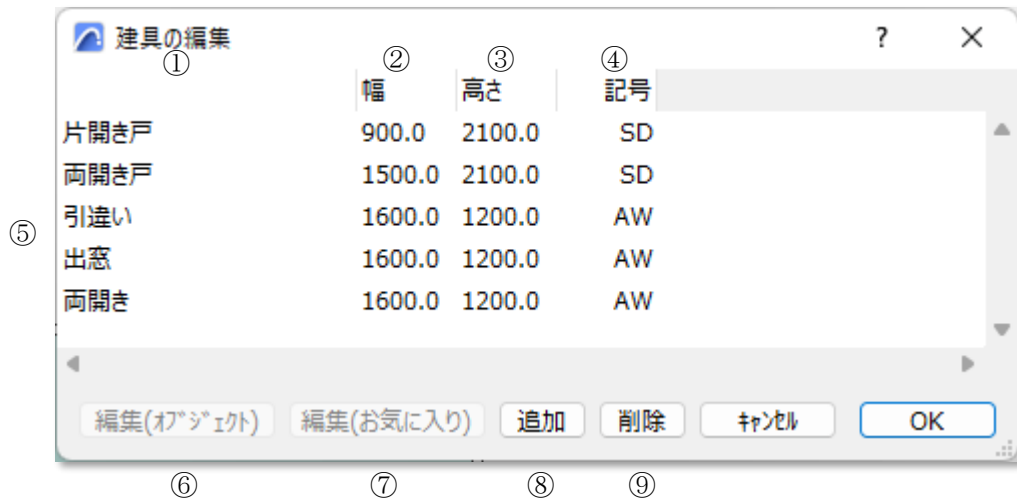 建具の編集 ?
① ② ③ ④
幅 高さ 記号
片開き戸 900.0 2100.0 SD
両開き戸 1500.0 2100.0 SD
引違い 1600.0 1200.0 AW
⑤
出窓 1600.0 1200.0 AW
両開き 1600.0 1200.0 AW
編集(ｵﾌﾞｼﾞｪｸﾄ) 編集(お気に入り) 追加 削除 ｷｬﾝｾﾙ OK
⑥ ⑦ ⑧ ⑨